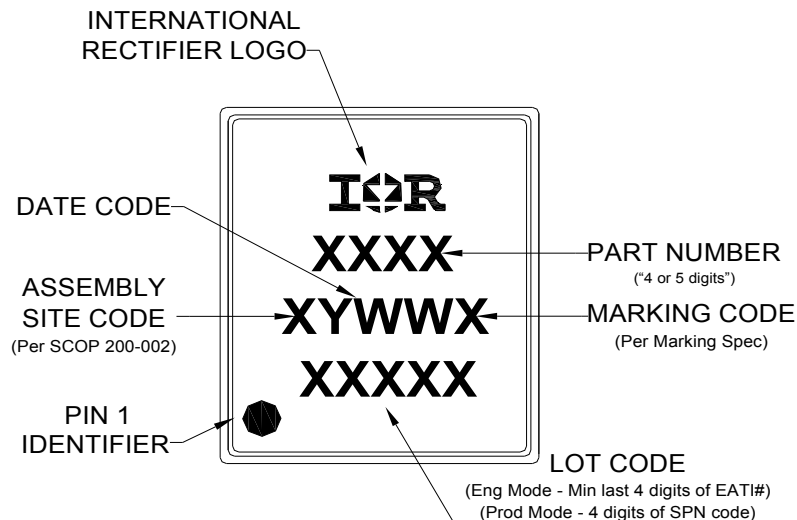 INTERNATIONAL
RECTIFIER LOGO
IOR
DATE CODE
XXXX
PART NUMBER
(“4 or 5 digits”)
ASSEMBLY
SITE CODE
(Per SCOP 200-002)
XYWWX
MARKING CODE
(Per Marking Spec)
XXXXX
PIN 1
IDENTIFIER
LOT CODE
(Eng Mode - Min last 4 digits of EATI#)
(Prod Mode - 4 digits of SPN code)